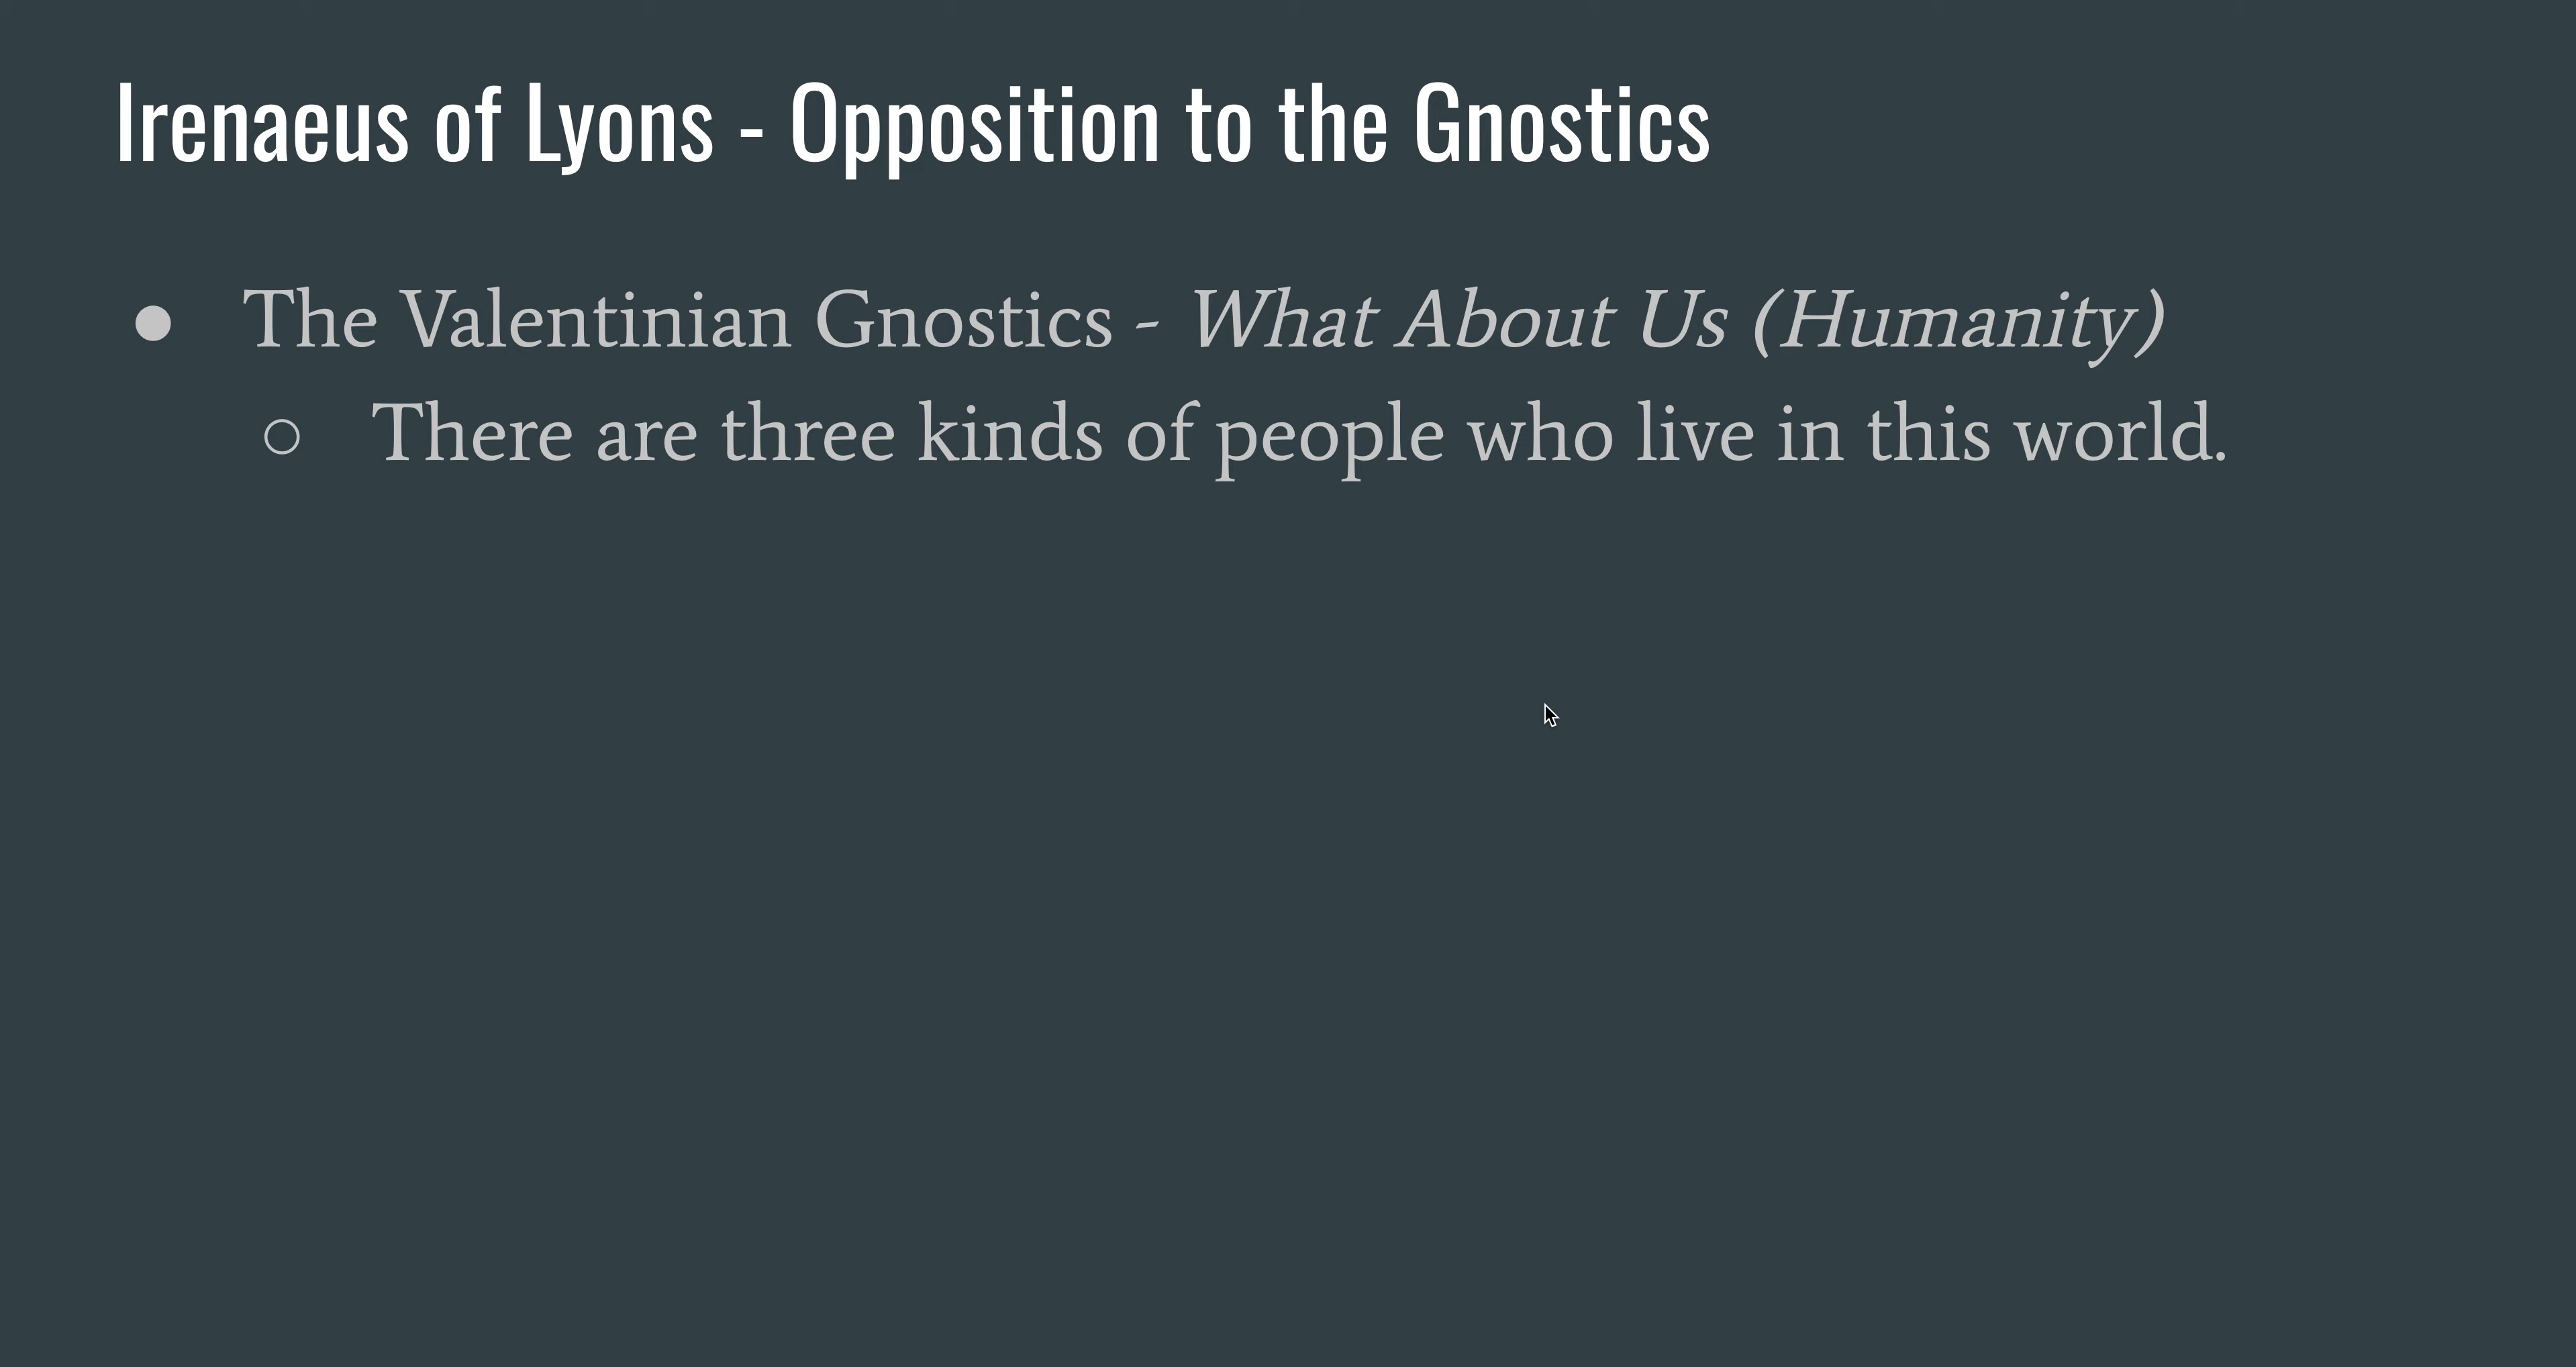 Irenaeus of Lyons - Opposition to the Gnostics
● The Valentinian Gnostics - What About Us (Humanity)
○ There are three kinds of people who live in this world.